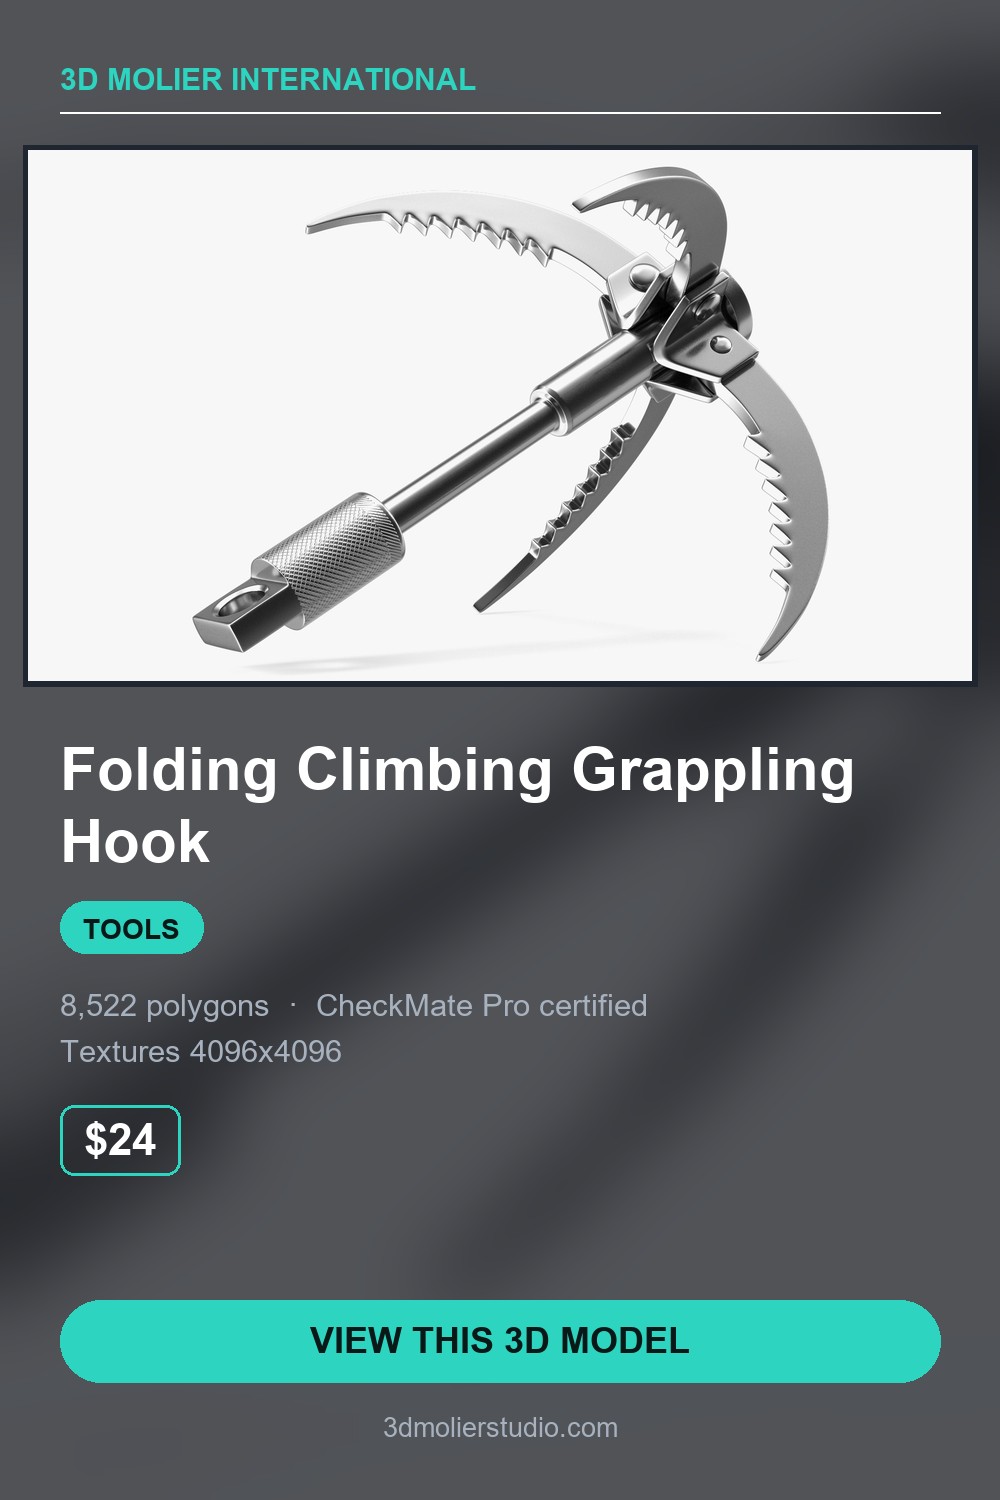 3D MOLIER INTERNATIONAL
Folding Climbing Grappling
Hook
TOOLS
8,522 polygons · CheckMate Pro certified
Textures 4096x4096
$24
VIEW THIS 3D MODEL
3dmolierstudio.com